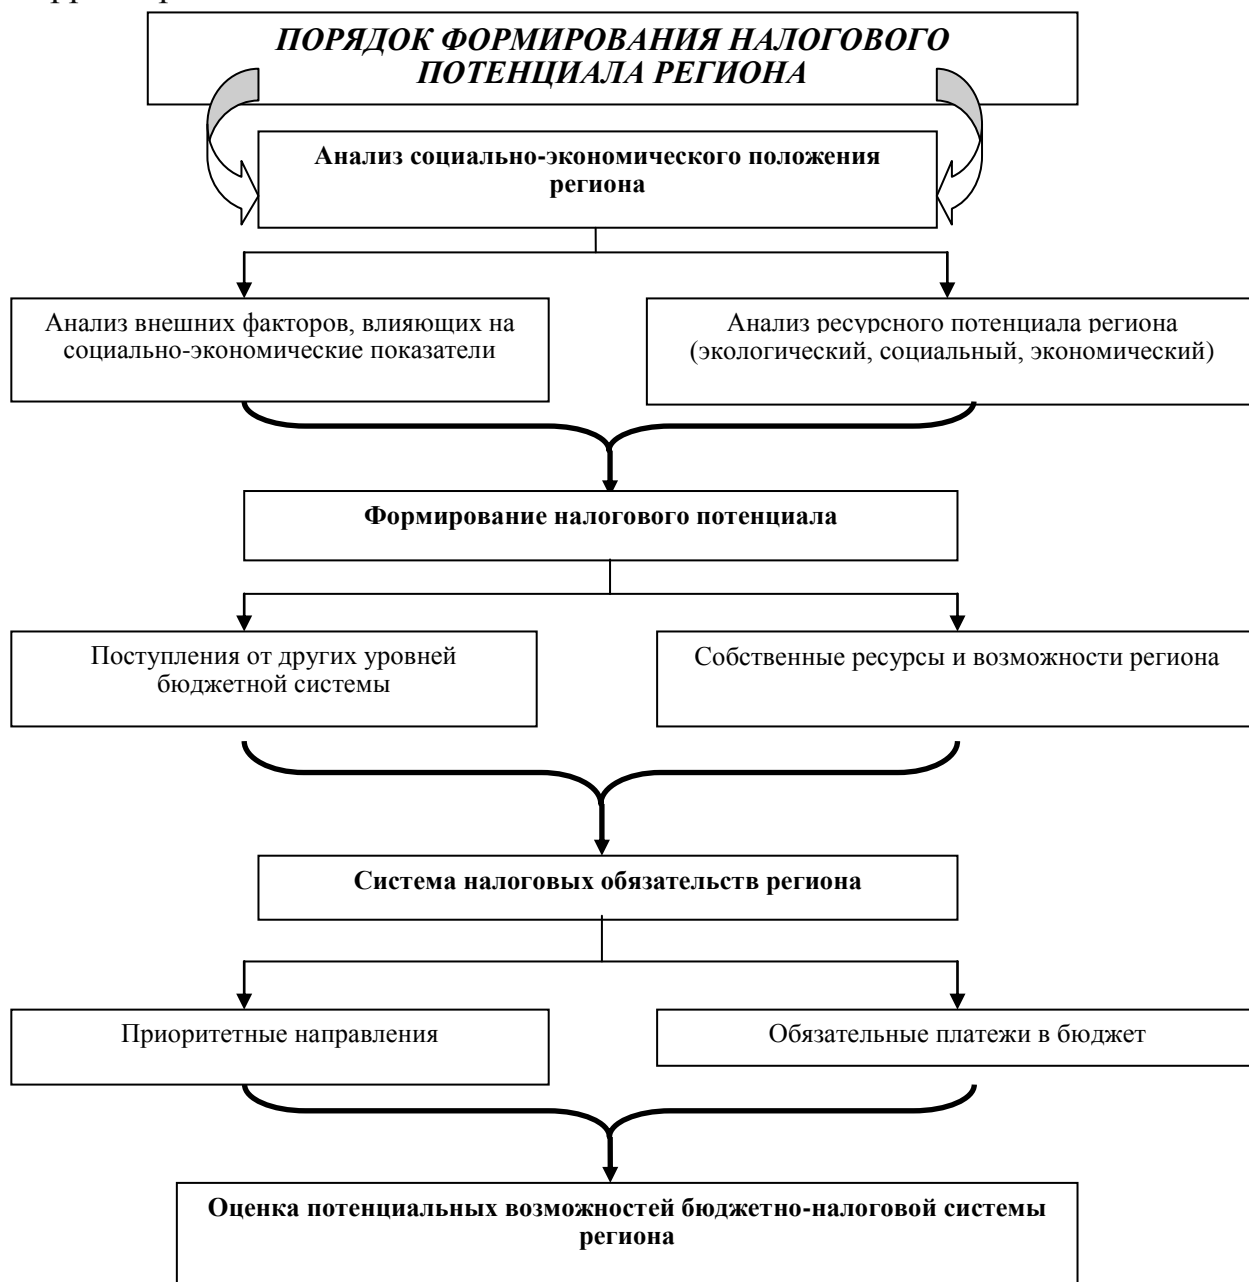 ПОРЯДОК ФОРМИРОВАНИЯ НАЛОГОВОГО
ПОТЕНЦИАЛА РЕГИОНА
Анализ социально-экономического положения
региона
Анализ внешних факторов, влияющих на
социально-экономические показатели
Анализ ресурсного потенциала региона
(экологический, социальный, экономический)
Формирование налогового потенциала
Поступления от других уровней
бюджетной системы
Собственные ресурсы и возможности региона
Система налоговых обязательств региона
Приоритетные направления
Обязательные платежи в бюджет
Оценка потенциальных возможностей бюджетно-налоговой системы
региона